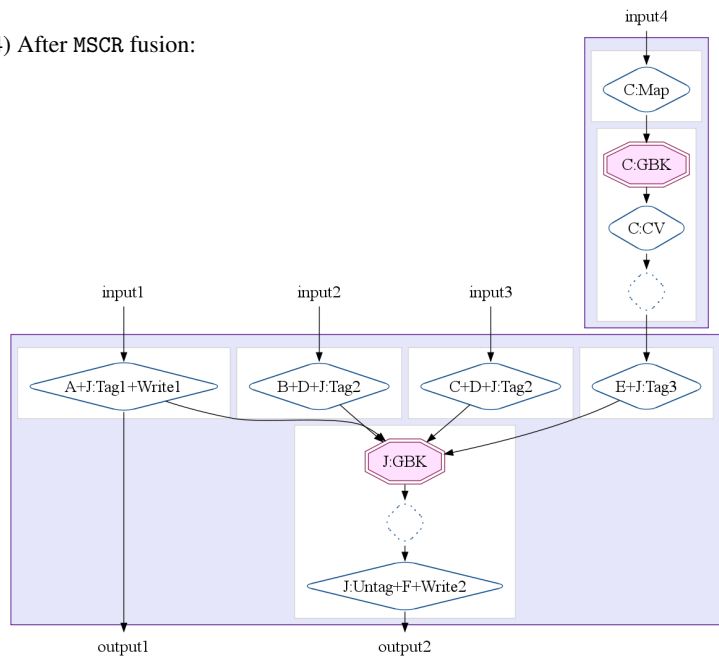 input4
) After MSCR fusion:
C:Map
C:GBK
C:CV
input1 input2 input3
A+J:Tag1+Write1 B+D+J:Tag2 C+D+J:Tag2 E+J:Tag3
J:GBK
J:Untag+F+Write2
output1 output2